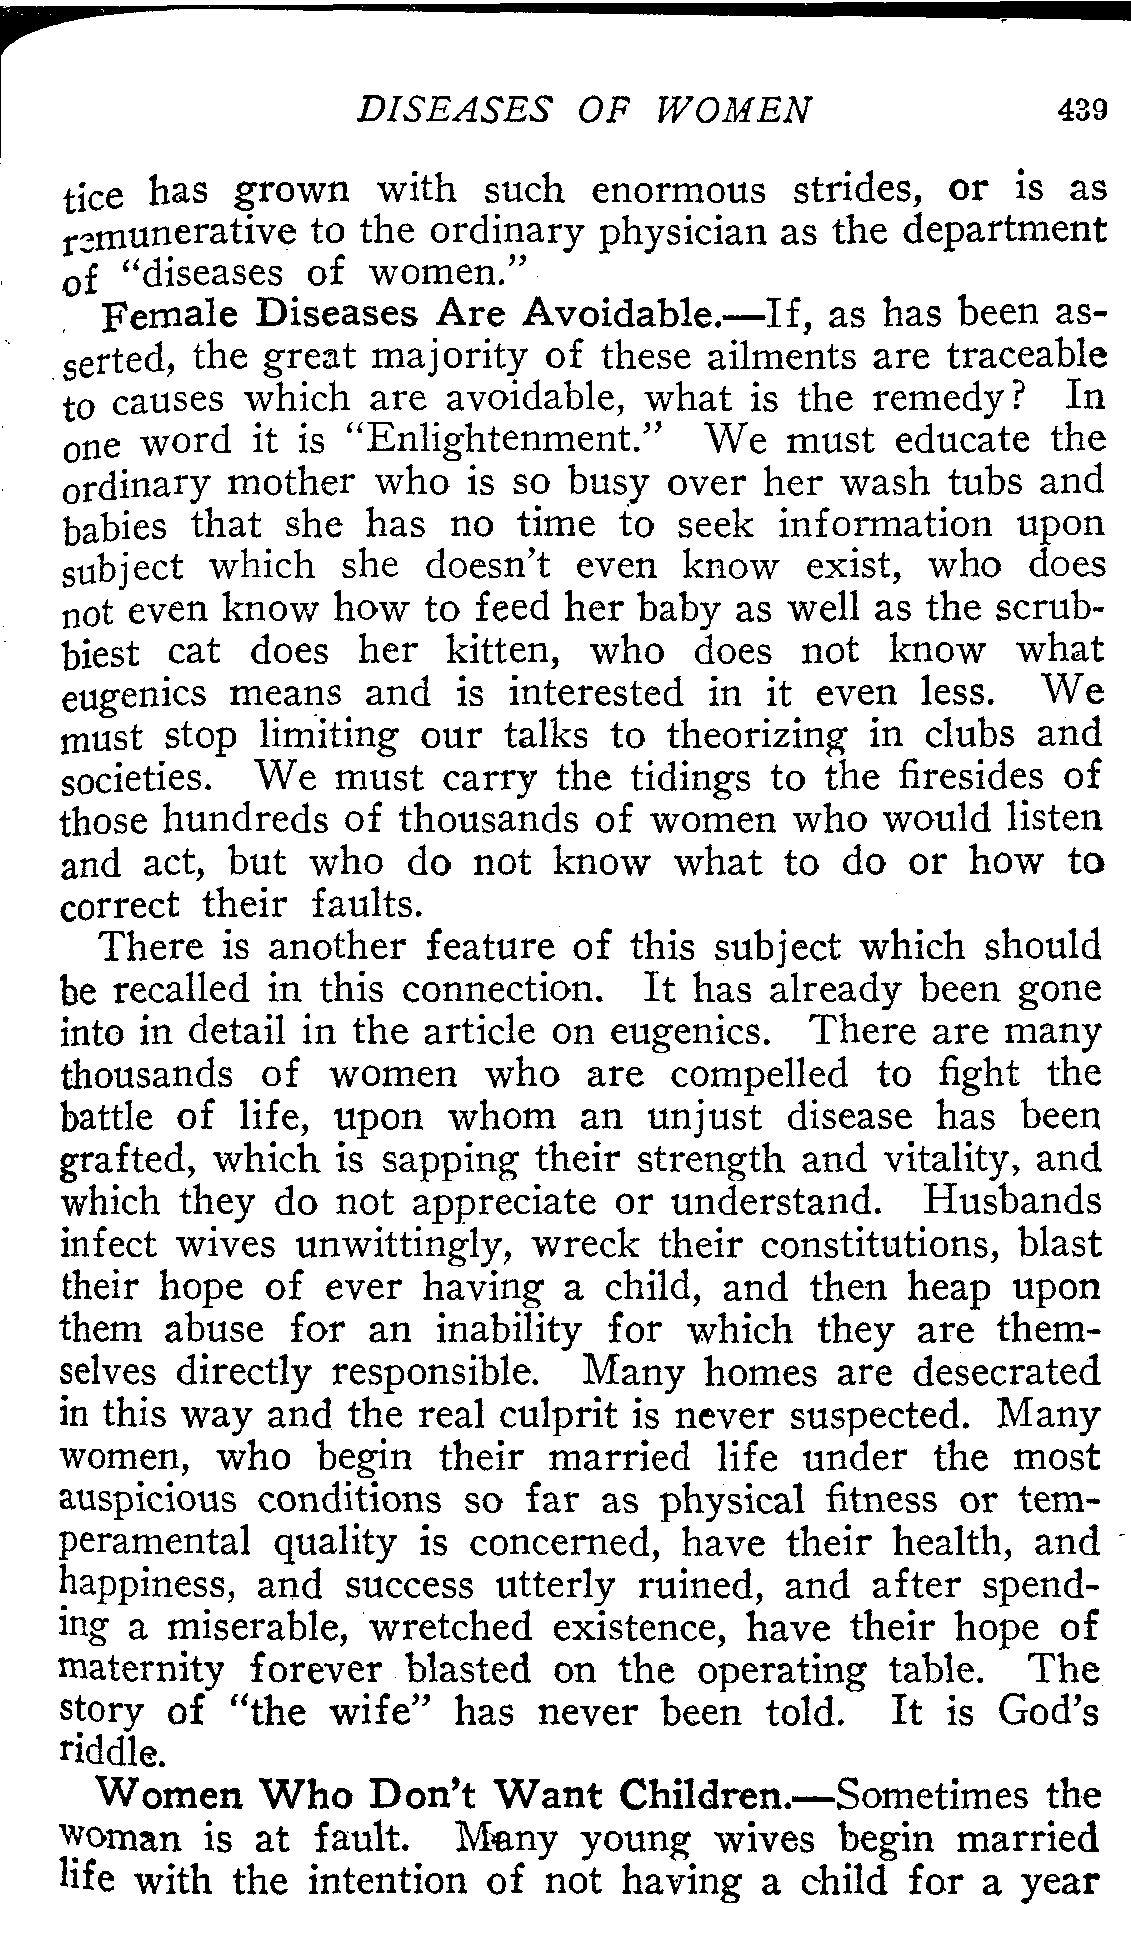 DISEASES OF WOMEN 439
tice has grown with such enormous strides, or is as
remunerative to the ordinary physician as the department
of "diseases of women."
Female Diseases Are Avoidable.—If, as has been as-
serted, the great majority of these ailments are traceable
to causes which are avoidable, what is the remedy? In
one word it is "Enlightenment." We must educate the
ordinary mother who is so busy over her wash tubs and
babies that she has no time to seek information upon
subject which she doesn't even know exist, who does
not even know how to feed her baby as well as the scrub-
biest cat does her kitten, who does not know what
eugenics means and is interested in it even less. We
must stop limiting our talks to theorizing in clubs and
societies. We must carry the tidings to the firesides of
those hundreds of thousands of women who would listen
and act, but who do not know what to do or how to
correct their faults.
There is another feature of this subject which should
be recalled in this connection. It has already been gone
into in detail in the article on eugenics. There are many
thousands of women who are compelled to fight the
battle of life, upon whom an unjust disease has been
grafted, which is sapping their strength and vitality, and
which they do not appreciate or understand. Husbands
infect wives unwittingly, wreck their constitutions, blast
their hope of ever having a child, and then heap upon
them abuse for an inability for which they are them-
selves directly responsible. Many homes are desecrated
in this way and the real culprit is never suspected. Many
women, who begin their married life under the most
auspicious conditions so far as physical fitness or tem-
peramental quality is concerned, have their health, and
happiness, and success utterly ruined, and after spend-
ing a miserable, wretched existence, have their hope of
maternity forever blasted on the operating table. The
story of "the wife" has never been told. It is God's
riddle.
Women Who Don't Want Children.—Sometimes the
woman is at fault. Many young wives begin married
life with the intention of not having a child for a year